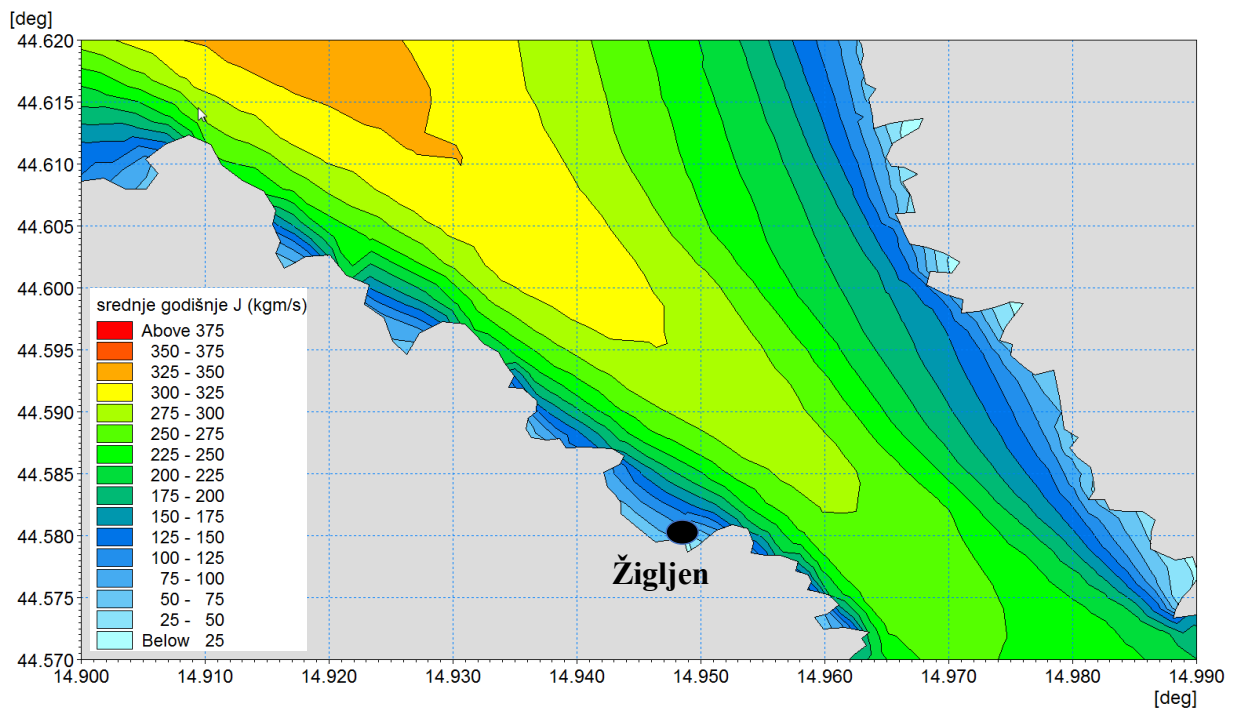 [deg]
44.620
44.615
44.610
44.605
44.600
44.595
44.590
44.585
44.580
44.575
44.570
srednje godišnje J (kgm/s)
Above 375
350 - 375
325 - 350
300 - 325
275 - 300
250 - 275
225 - 250
200 - 225
175 - 200
150 - 175
125 - 150
100 - 125
75 - 100
50 - 75
25 - 50
Below 25
Žigljen
14.900 14.910 14.920 14.930 14.940 14.950 14.960 14.970 14.980 14.990
[deg]